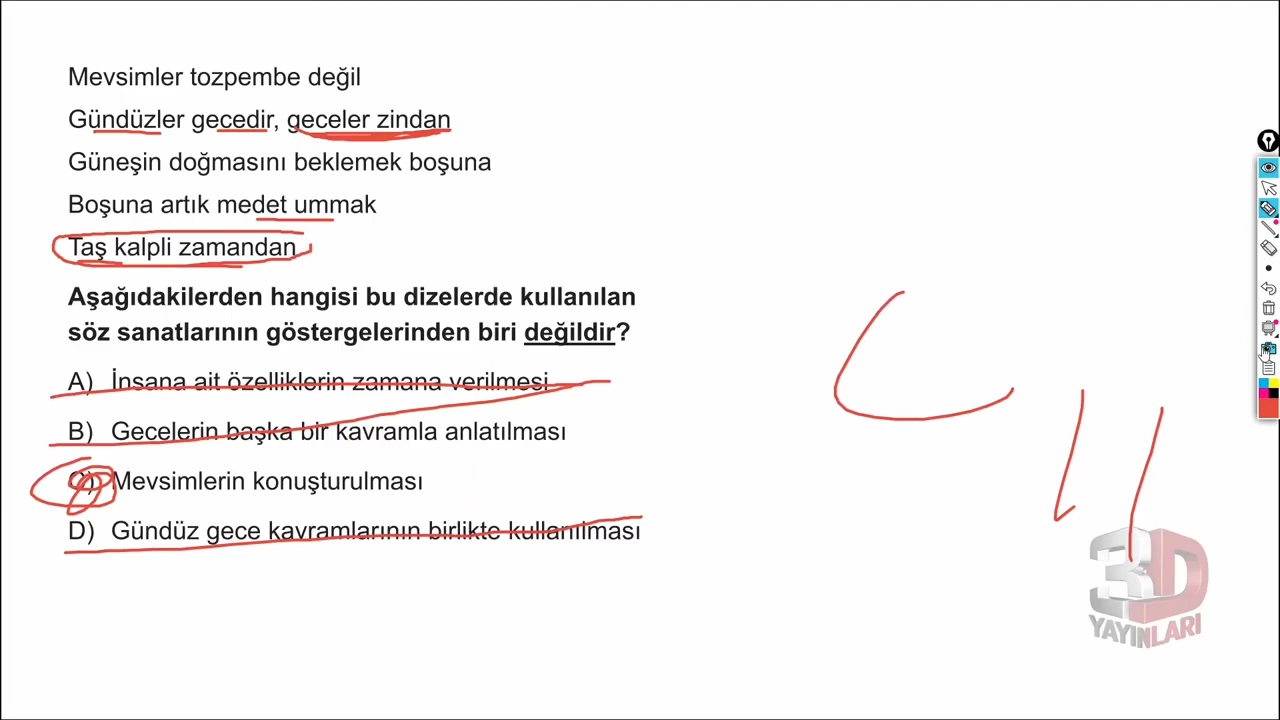 Mevsimler tozpembe değil
Gündüzler gecedir, geceler zindan
Güneşin doğmasını beklemek boşuna
Boşuna artık medet ummak
Taş kalpli zamandan
Aşağıdakilerden hangisi bu dizelerde kullanılan
söz sanatlarının göstergelerinden biri değildir?
A) İnsana ait özelliklerin zamana verilmesi
B) Gecelerin başka bir kavramla anlatılması
C) Mevsimlerin konuşturulması
D) Gündüz gece kavramlarının birlikte kullanılması
3D
YAYINLARI